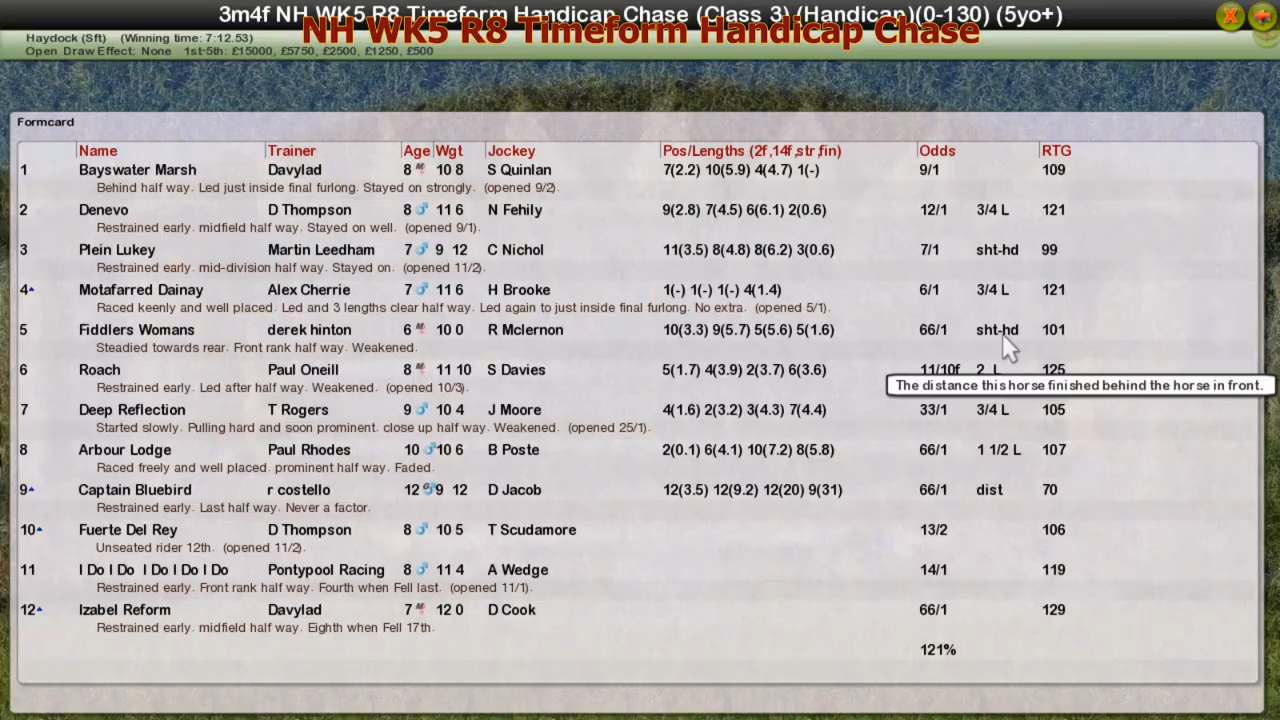 3m4f NH WK5 R8 Timeform Handicap Chase (Class 3) (Handicap)(0-130) (5yo+)
NH WK5 R8 Timeform Handicap Chase
Haydock (Sft) (Winning time: 7:12.53)
Open Draw Effect: None 1st-5th: £15000, £5750, £2500, £1250, £500
Formcard
Name Trainer Age Wgt Jockey Pos/Lengths (2f,14f,str,fin) Odds RTG
1 Bayswater Marsh Davylad 8 10 8 S Quinlan 7(2.2) 10(5.9) 4(4.7) 1(-) 9/1 109
Behind half way. Led just inside final furlong. Stayed on strongly. (opened 9/2).
2 Denevo D Thompson 8 11 6 N Fehily 9(2.8) 7(4.5) 6(6.1) 2(0.6) 12/1 3/4 L 121
Restrained early. midfield half way. Stayed on well. (opened 9/1).
3 Plein Lukey Martin Leedham 7 9 12 C Nichol 11(3.5) 8(4.8) 8(6.2) 3(0.6) 7/1 sht-hd 99
Restrained early. mid-division half way. Stayed on. (opened 11/2).
4 Motafarred Dainay Alex Cherrie 7 11 6 H Brooke 1(-) 1(-) 1(-) 4(1.4) 6/1 3/4 L 121
Raced keenly and well placed. Led and 3 lengths clear half way. Led again to just inside final furlong. No extra. (opened 5/1).
5 Fiddlers Womans derek hinton 6 10 0 R Mclernon 10(3.3) 9(5.7) 5(5.6) 5(1.6) 66/1 sht-hd 101
Steadied towards rear. Front rank half way. Weakened.
6 Roach Paul Oneill 8 11 10 S Davies 5(1.7) 4(3.9) 2(3.7) 6(3.6) 11/10f 2 L 125
Restrained early. Led after half way. Weakened. (opened 10/3).
The distance this horse finished behind the horse in front.
7 Deep Reflection T Rogers 9 10 4 J Moore 4(1.6) 2(3.2) 3(4.3) 7(4.4) 33/1 3/4 L 105
Started slowly. Pulling hard and soon prominent. close up half way. Weakened. (opened 25/1).
8 Arbour Lodge Paul Rhodes 10 10 6 B Poste 2(0.1) 6(4.1) 10(7.2) 8(5.8) 66/1 1 1/2 L 107
Raced freely and well placed. prominent half way. Faded.
9 Captain Bluebird r costello 12 9 12 D Jacob 12(3.5) 12(9.2) 12(20) 9(31) 66/1 dist 70
Restrained early. Last half way. Never a factor.
10 Fuerte Del Rey D Thompson 8 10 5 T Scudamore 13/2 106
Unseated rider 12th. (opened 11/2).
11 I Do I Do I Do I Do I Do Pontypool Racing 8 11 4 A Wedge 14/1 119
Restrained early. Front rank half way. Fourth when Fell last. (opened 11/1).
12 Izabel Reform Davylad 7 12 0 D Cook 66/1 129
Restrained early. midfield half way. Eighth when Fell 17th.
121%